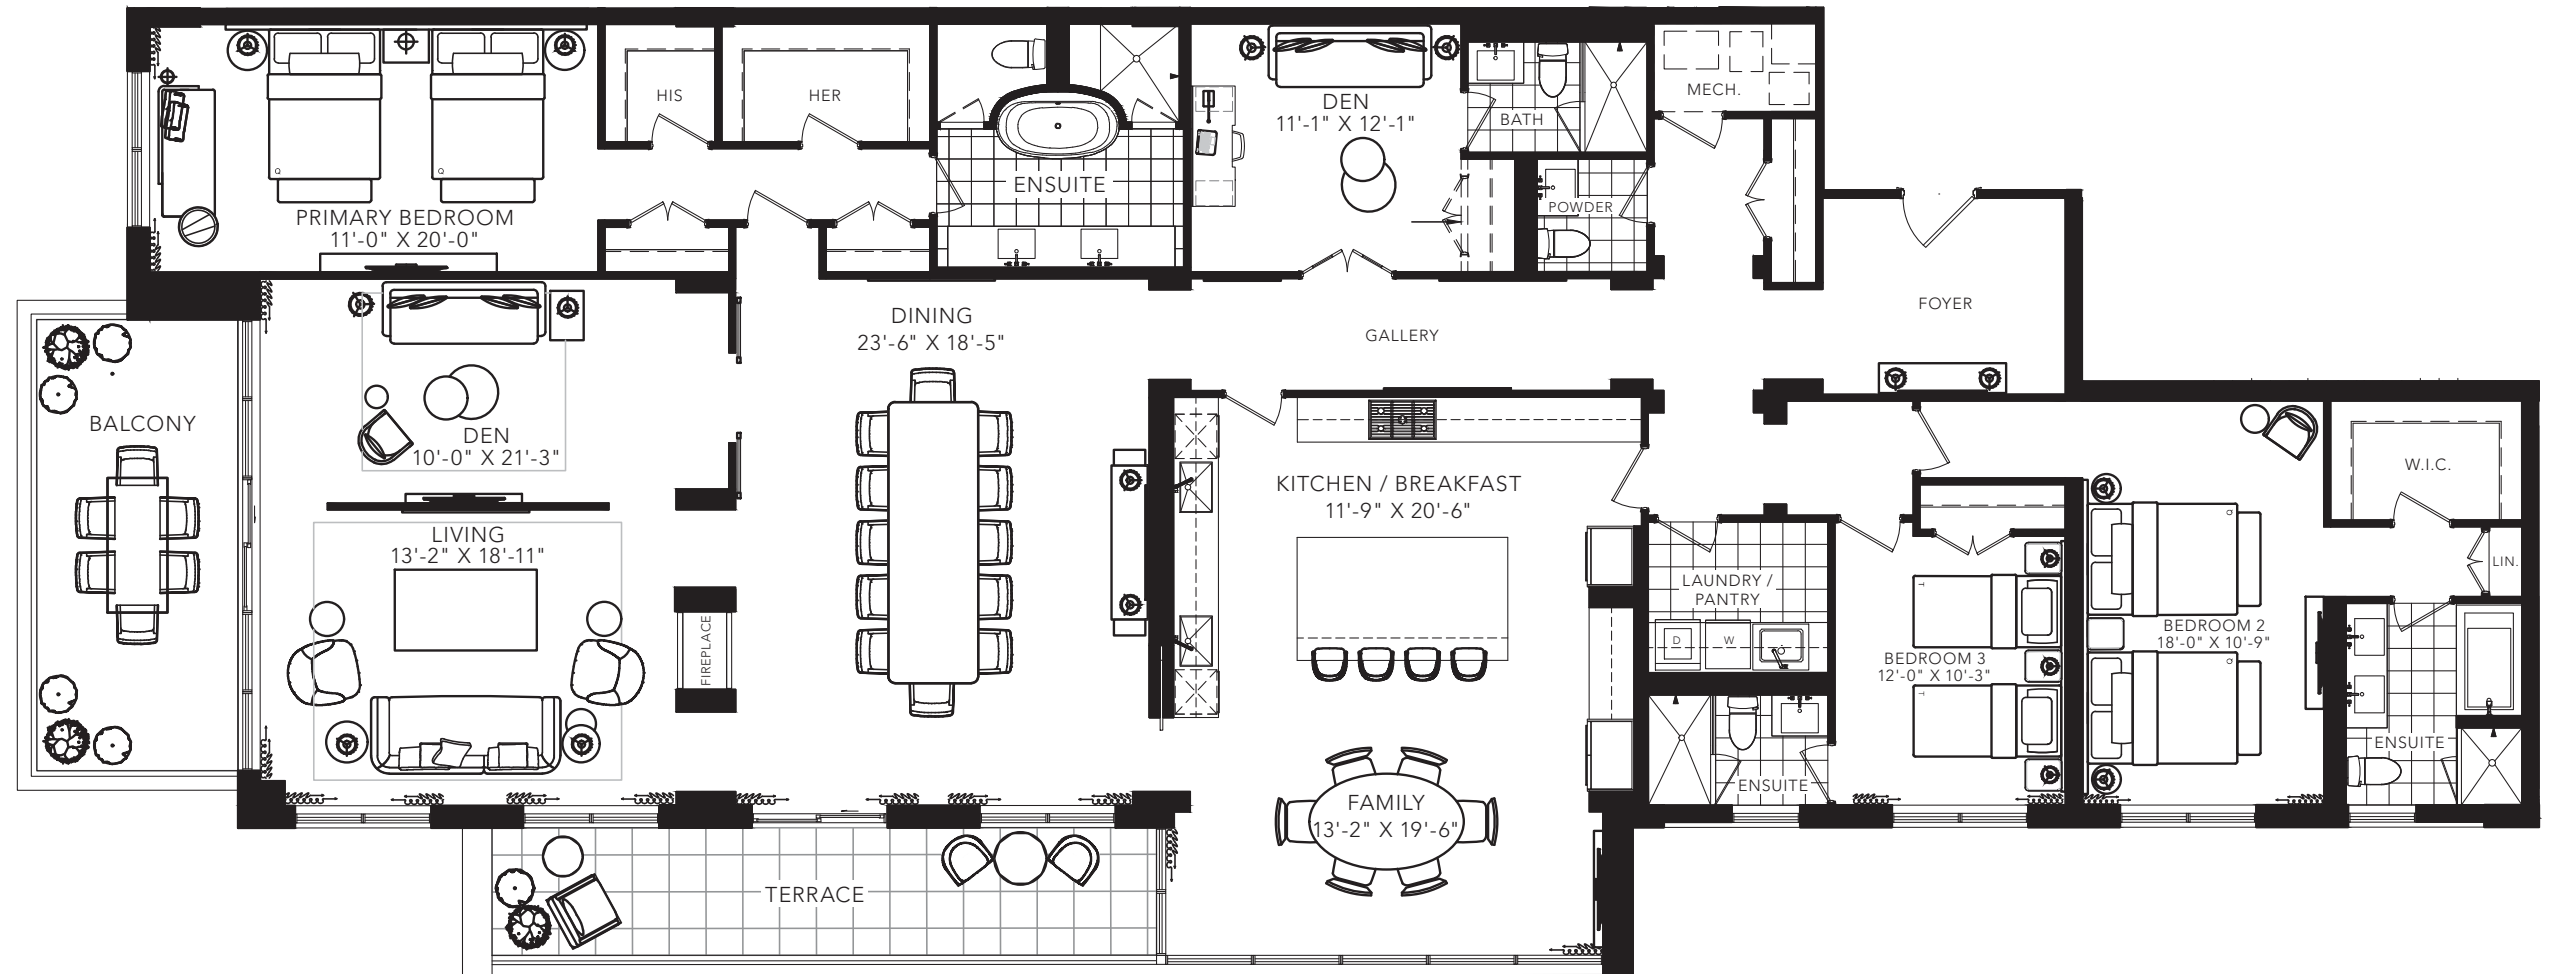 HIS
HER
MECH.
DEN
11'-1" X 12'-1"
BATH
ENSUITE
POWDER
PRIMARY BEDROOM
11'-0" X 20'-0"
FOYER
DINING
23'-6" X 18'-5"
GALLERY
BALCONY
DEN
10'-0" X 21'-3"
KITCHEN / BREAKFAST
11'-9" X 20'-6"
W.I.C.
LIVING
13'-2" X 18'-11"
LIN.
LAUNDRY /
PANTRY
FIREPLACE
D
W
BEDROOM 2
18'-0" X 10'-9"
BEDROOM 3
12'-0" X 10'-3"
ENSUITE
ENSUITE
FAMILY
13'-2" X 19'-6"
TERRACE
Q
Q
Q
Q
T
T